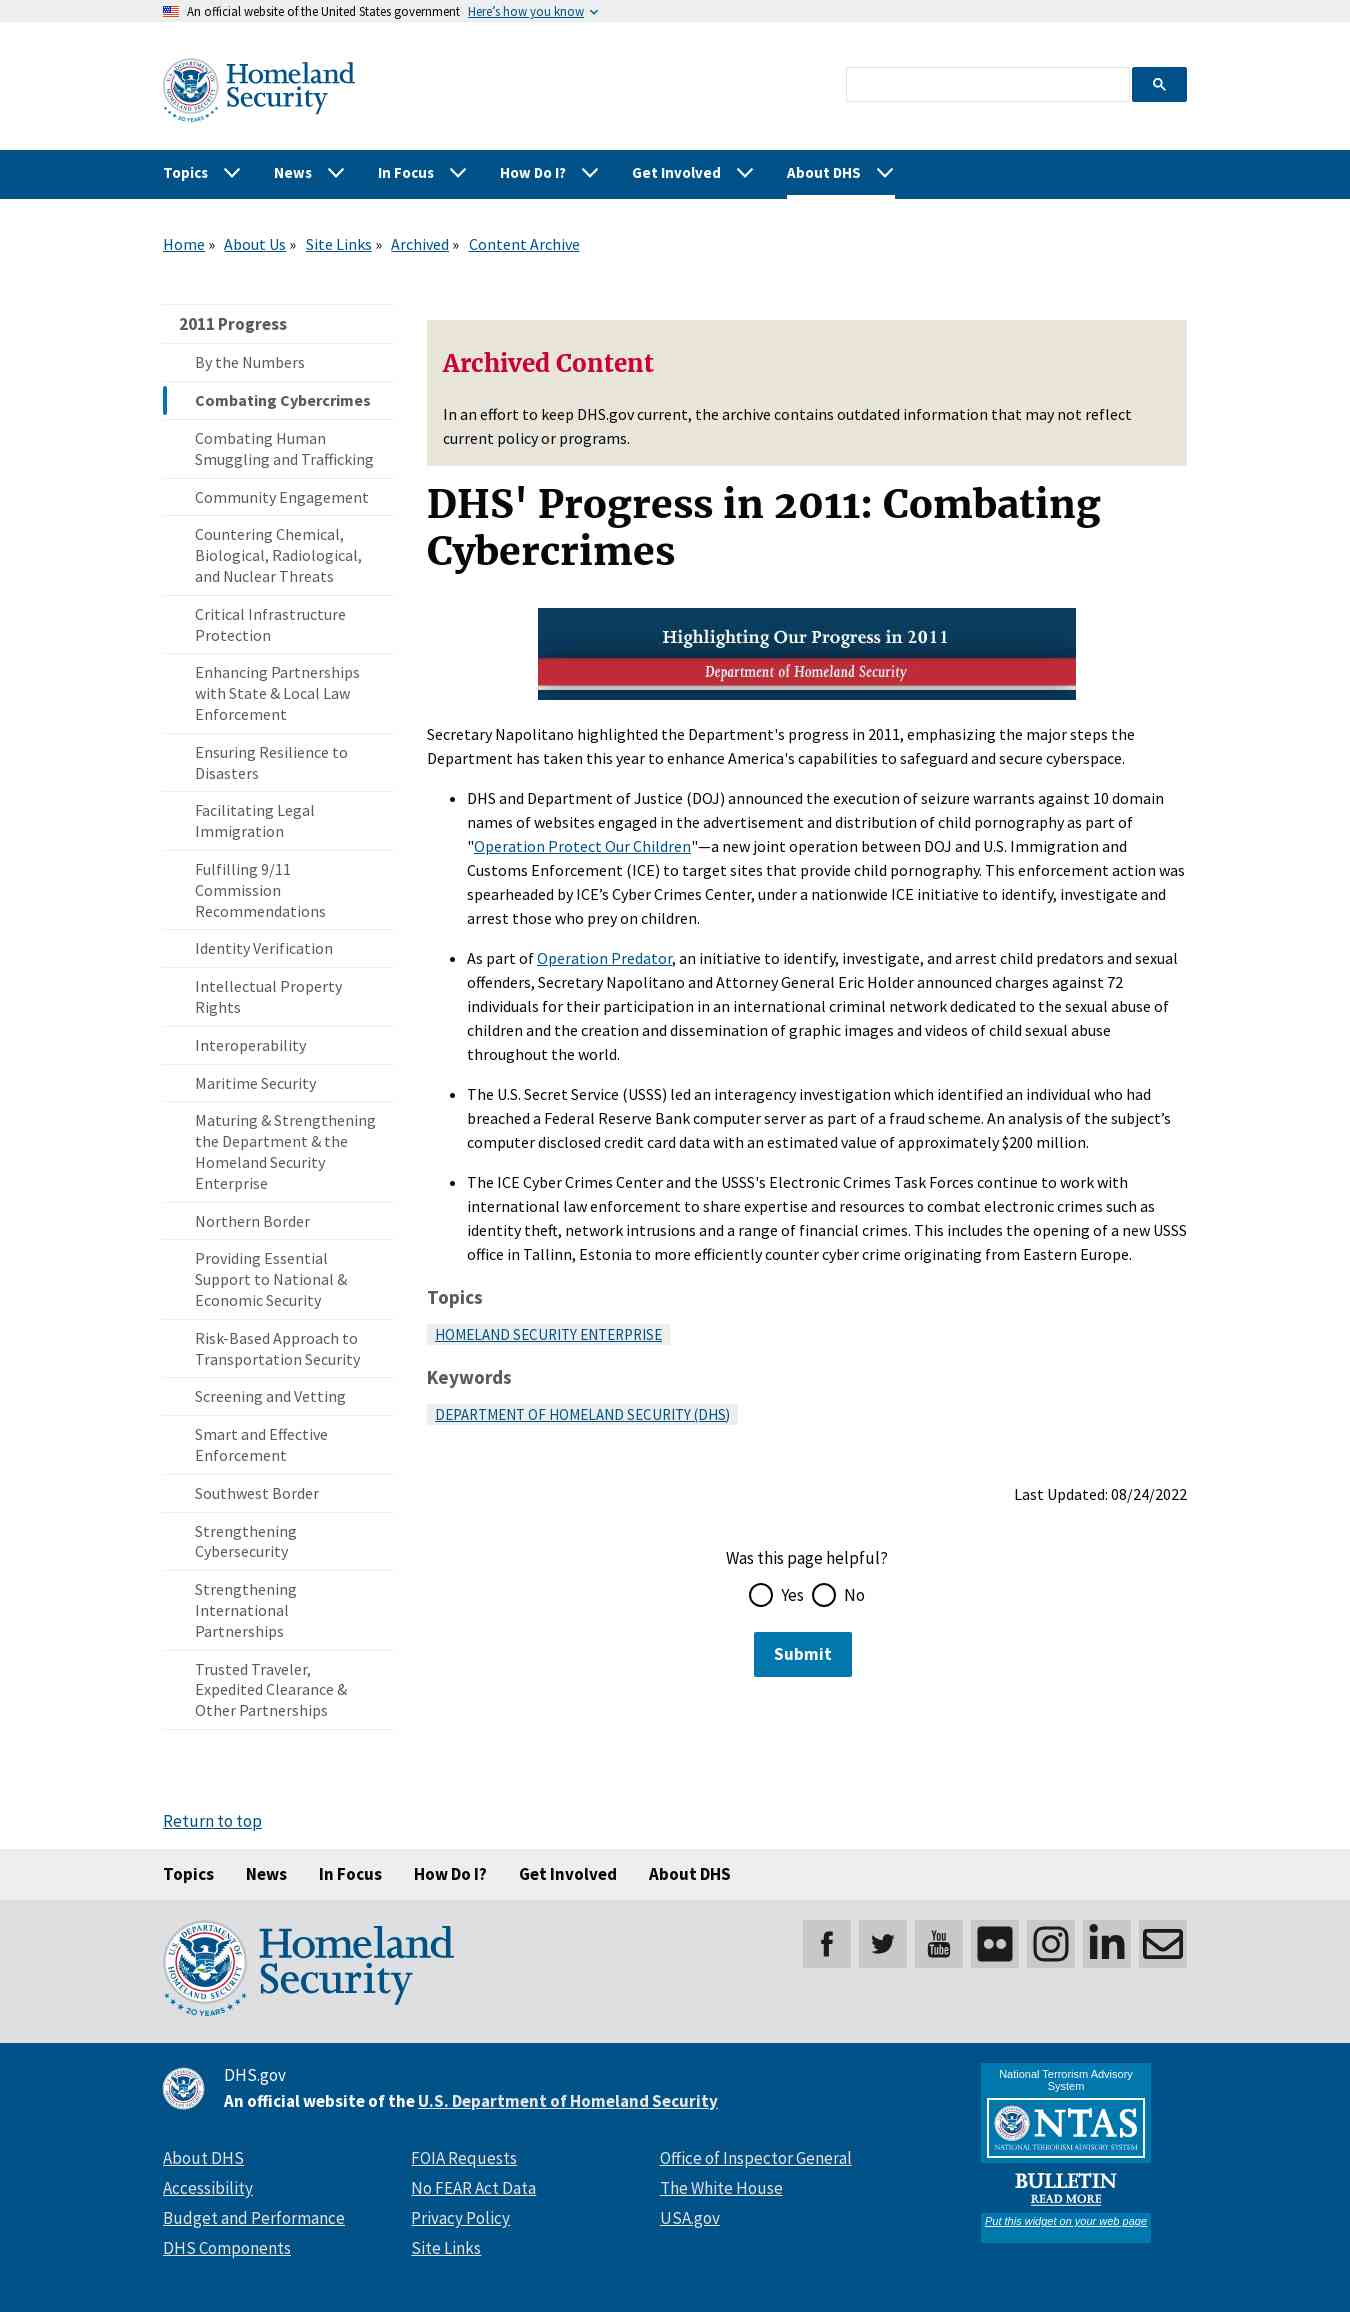 An official website of the United States government Here's how you know
U.S. DEPARTMENT OF HOMELAND SECURITY
20 YEARS
Homeland
Security
Topics News In Focus How Do I? Get Involved About DHS
Home » About Us » Site Links » Archived » Content Archive
2011 Progress
By the Numbers
Combating Cybercrimes
Combating Human
Smuggling and Trafficking
Community Engagement
Countering Chemical,
Biological, Radiological,
and Nuclear Threats
Critical Infrastructure
Protection
Enhancing Partnerships
with State & Local Law
Enforcement
Ensuring Resilience to
Disasters
Facilitating Legal
Immigration
Fulfilling 9/11
Commission
Recommendations
Identity Verification
Intellectual Property
Rights
Interoperability
Maritime Security
Maturing & Strengthening
the Department & the
Homeland Security
Enterprise
Northern Border
Providing Essential
Support to National &
Economic Security
Risk-Based Approach to
Transportation Security
Screening and Vetting
Smart and Effective
Enforcement
Southwest Border
Strengthening
Cybersecurity
Strengthening
International
Partnerships
Trusted Traveler,
Expedited Clearance &
Other Partnerships
Archived Content
In an effort to keep DHS.gov current, the archive contains outdated information that may not reflect
current policy or programs.
DHS' Progress in 2011: Combating
Cybercrimes
Highlighting Our Progress in 2011
Department of Homeland Security
Secretary Napolitano highlighted the Department's progress in 2011, emphasizing the major steps the
Department has taken this year to enhance America's capabilities to safeguard and secure cyberspace.
• DHS and Department of Justice (DOJ) announced the execution of seizure warrants against 10 domain
names of websites engaged in the advertisement and distribution of child pornography as part of
"Operation Protect Our Children"—a new joint operation between DOJ and U.S. Immigration and
Customs Enforcement (ICE) to target sites that provide child pornography. This enforcement action was
spearheaded by ICE’s Cyber Crimes Center, under a nationwide ICE initiative to identify, investigate and
arrest those who prey on children.
• As part of Operation Predator, an initiative to identify, investigate, and arrest child predators and sexual
offenders, Secretary Napolitano and Attorney General Eric Holder announced charges against 72
individuals for their participation in an international criminal network dedicated to the sexual abuse of
children and the creation and dissemination of graphic images and videos of child sexual abuse
throughout the world.
• The U.S. Secret Service (USSS) led an interagency investigation which identified an individual who had
breached a Federal Reserve Bank computer server as part of a fraud scheme. An analysis of the subject’s
computer disclosed credit card data with an estimated value of approximately $200 million.
• The ICE Cyber Crimes Center and the USSS's Electronic Crimes Task Forces continue to work with
international law enforcement to share expertise and resources to combat electronic crimes such as
identity theft, network intrusions and a range of financial crimes. This includes the opening of a new USSS
office in Tallinn, Estonia to more efficiently counter cyber crime originating from Eastern Europe.
Topics
HOMELAND SECURITY ENTERPRISE
Keywords
DEPARTMENT OF HOMELAND SECURITY (DHS)
Last Updated: 08/24/2022
Was this page helpful?
Yes No
Submit
Return to top
Topics News In Focus How Do I? Get Involved About DHS
U.S. DEPARTMENT OF HOMELAND SECURITY
20 YEARS
Homeland
Security
You
Tube
DHS.gov
An official website of the U.S. Department of Homeland Security
About DHS
Accessibility
Budget and Performance
DHS Components
FOIA Requests
No FEAR Act Data
Privacy Policy
Site Links
Office of Inspector General
The White House
USA.gov
National Terrorism Advisory
System
NTAS
NATIONAL TERRORISM ADVISORY SYSTEM
BULLETIN
READ MORE
Put this widget on your web page